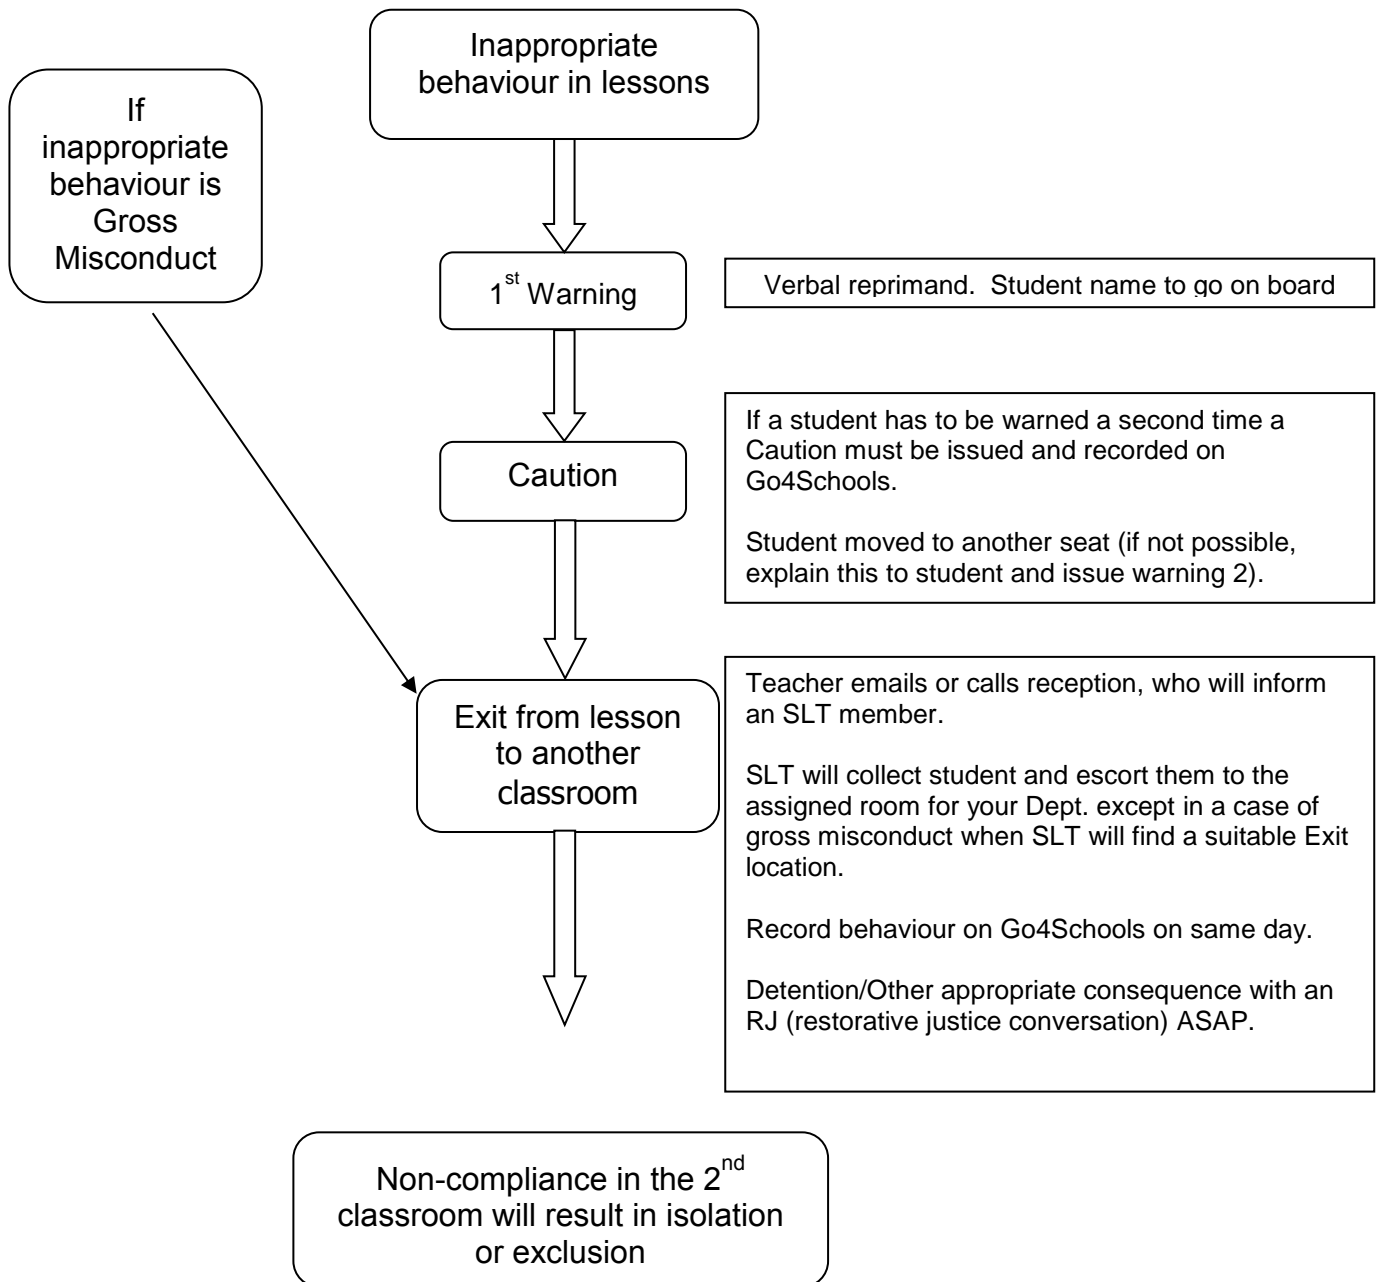 Inappropriate
behaviour in lessons
If
inappropriate
behaviour is
Gross
Misconduct
1st Warning
Verbal reprimand.  Student name to go on board
Caution
If a student has to be warned a second time a
Caution must be issued and recorded on
Go4Schools.
Student moved to another seat (if not possible,
explain this to student and issue warning 2).
Exit from lesson
to another
classroom
Teacher emails or calls reception, who will inform
an SLT member.
SLT will collect student and escort them to the
assigned room for your Dept. except in a case of
gross misconduct when SLT will find a suitable Exit
location.
Record behaviour on Go4Schools on same day.
Detention/Other appropriate consequence with an
RJ (restorative justice conversation) ASAP.
Non-compliance in the 2nd
classroom will result in isolation
or exclusion